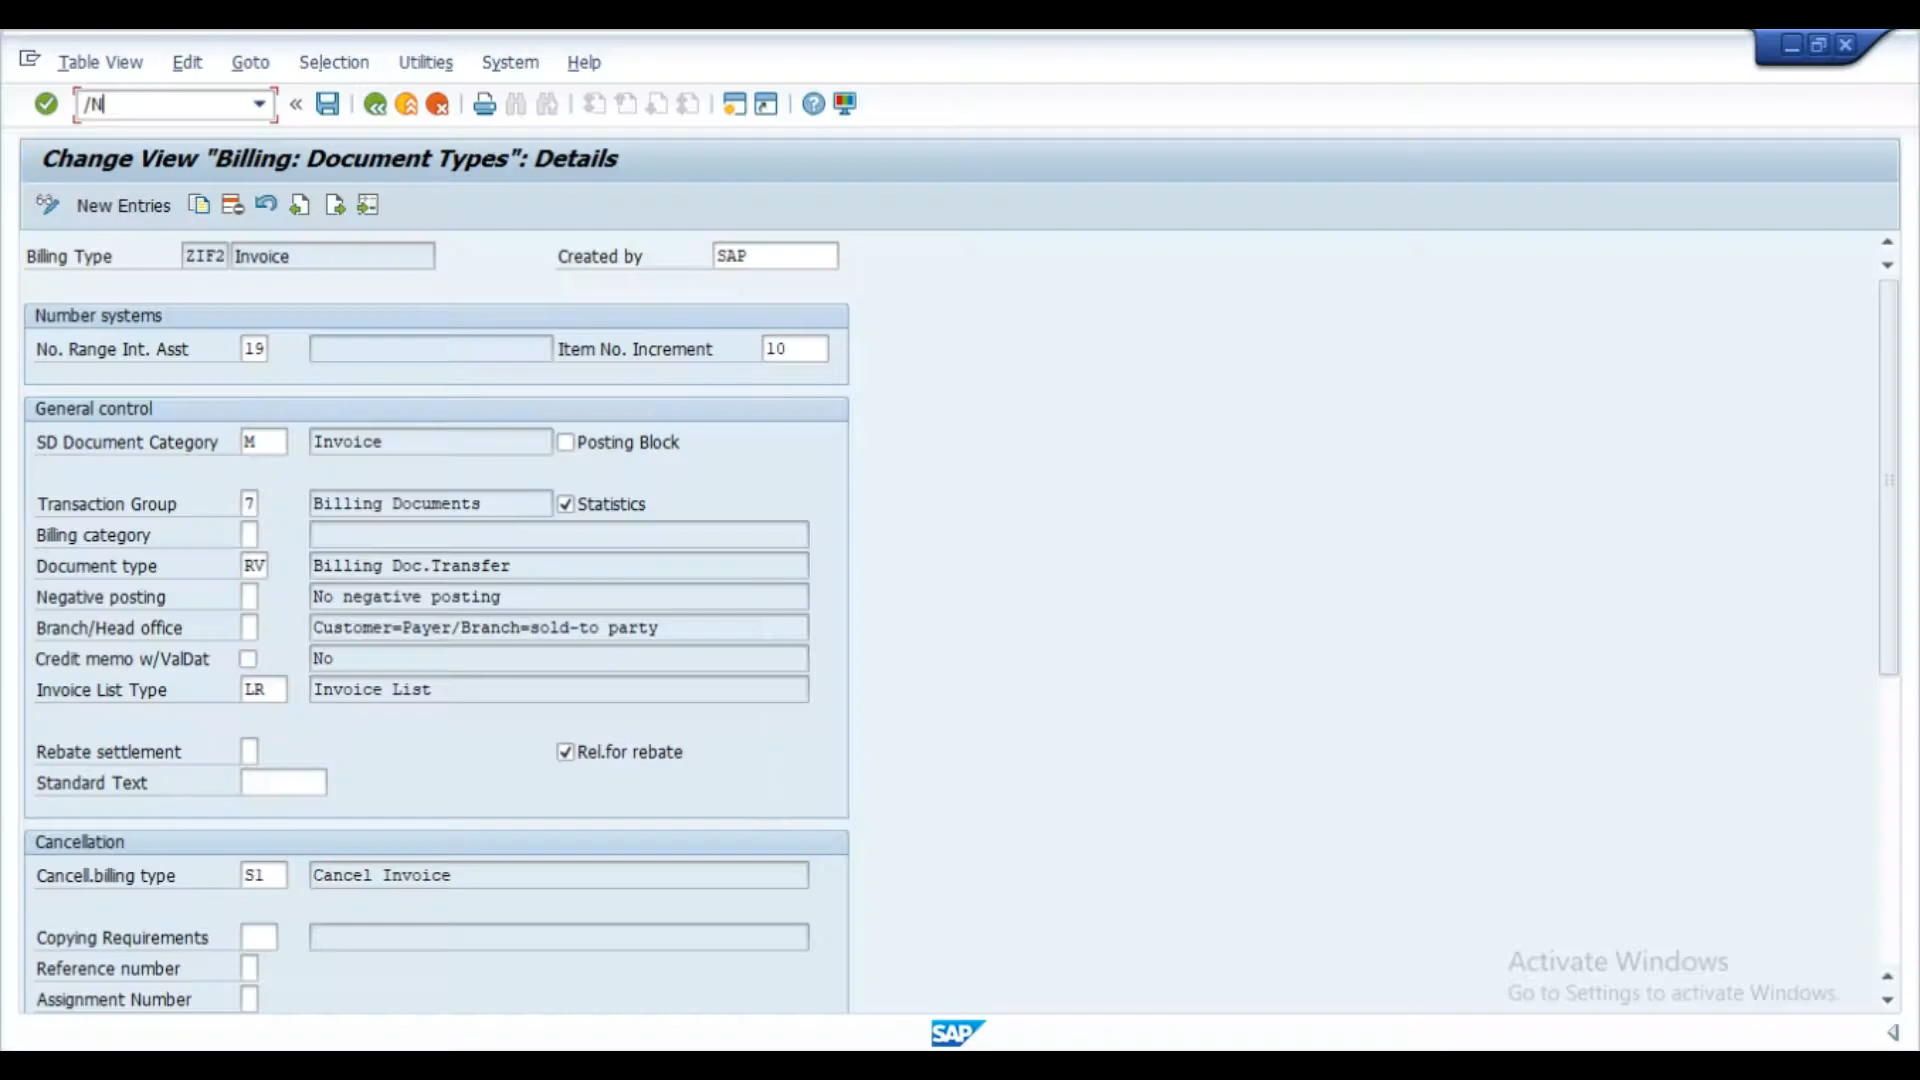 Table View Edit Goto Selection Utilities System Help
/N
Change View "Billing: Document Types": Details
New Entries
Billing Type ZIF2 Invoice Created by SAP
Number systems
No. Range Int. Asst 19 Item No. Increment 10
General control
SD Document Category M Invoice Posting Block
Transaction Group 7 Billing Documents Statistics
Billing category
Document type RV Billing Doc.Transfer
Negative posting No negative posting
Branch/Head office Customer=Payer/Branch=sold-to party
Credit memo w/ValDat No
Invoice List Type LR Invoice List
Rebate settlement Rel.for rebate
Standard Text
Cancellation
Cancell.billing type S1 Cancel Invoice
Copying Requirements
Reference number
Assignment Number
Activate Windows
Go to Settings to activate Windows.
SAP